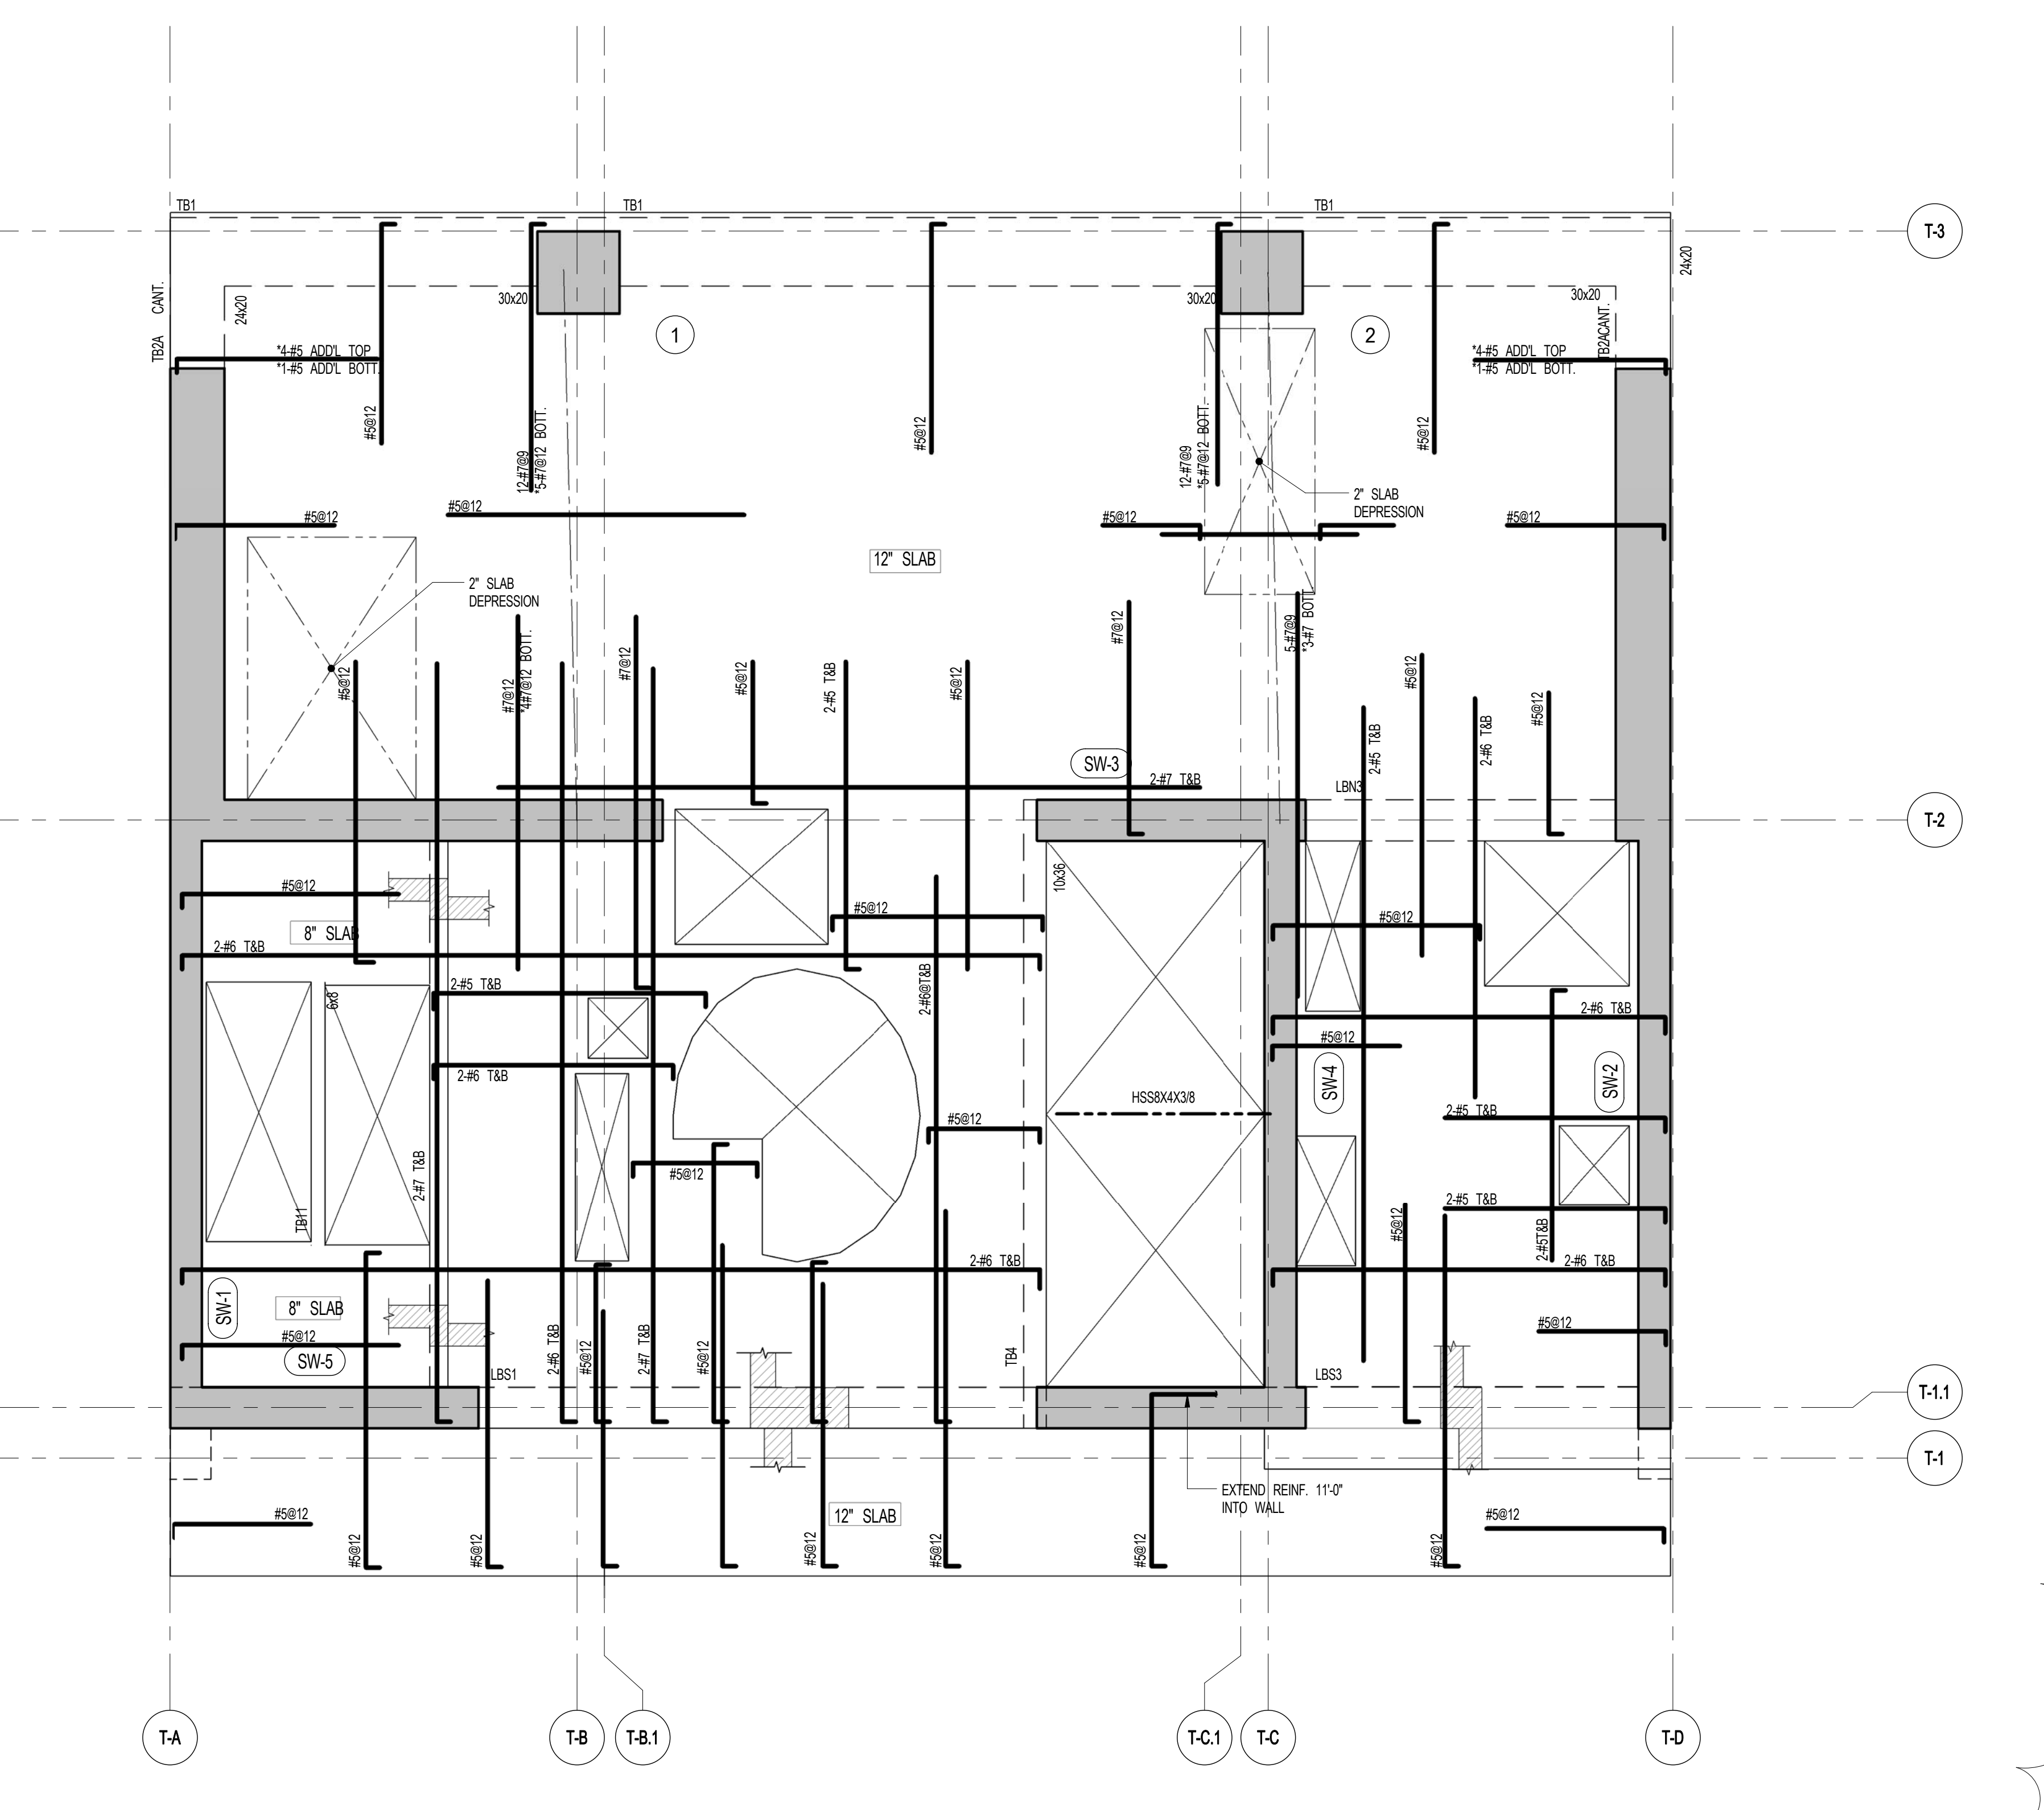 TB1
TB1
TB1
T-3
24x20
TB2A CANT.
24x20
30x20
30x20
30x20
1
2
*4-#5 ADD'L TOP
*1-#5 ADD'L BOTT.
TB2A CANT.
*4-#5 ADD'L TOP
*1-#5 ADD'L BOTT.
#5@12
12-#7@9
*5-#7@12 BOTT.
#5@12
12-#7@9
*5-#7@12 BOTT.
#5@12
2" SLAB
DEPRESSION
#5@12
#5@12
#5@12
#5@12
12" SLAB
2" SLAB
DEPRESSION
#5@12
#7@12
*4#7@12 BOTT.
#7@12
#5@12
2-#5 T&B
#5@12
#7@12
5-#7@9
*3-#7 BOTT.
#5@12
2-#5 T&B
2-#6 T&B
#5@12
SW-3
2-#7 T&B
LBN3
T-2
10x36
#5@12
#5@12
#5@12
8" SLAB
2-#6 T&B
2-#5 T&B
6x8
2-#6@T&B
2-#6 T&B
#5@12
2-#6 T&B
SW-4
SW-2
HSS8X4X3/8
2-#5 T&B
#5@12
2-#7 T&B
#5@12
TB11
2-#5 T&B
#5@12
2-#5T&B
2-#6 T&B
2-#6 T&B
SW-1
8" SLAB
#5@12
SW-5
#5@12
LBS1
2-#6 T&B
#5@12
2-#7 T&B
#5@12
TB4
LBS3
T-1.1
T-1
EXTEND REINF. 11'-0"
INTO WALL
12" SLAB
#5@12
#5@12
#5@12
#5@12
#5@12
#5@12
#5@12
#5@12
T-A
T-B
T-B.1
T-C.1
T-C
T-D